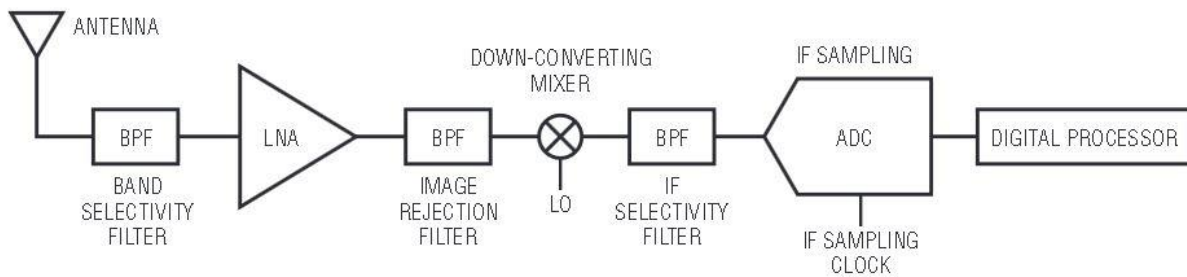 ANTENNA
BPF
BAND
SELECTIVITY
FILTER
LNA
BPF
IMAGE
REJECTION
FILTER
DOWN-CONVERTING
MIXER
LO
BPF
IF
SELECTIVITY
FILTER
IF SAMPLING
ADC
IF SAMPLING
CLOCK
DIGITAL PROCESSOR